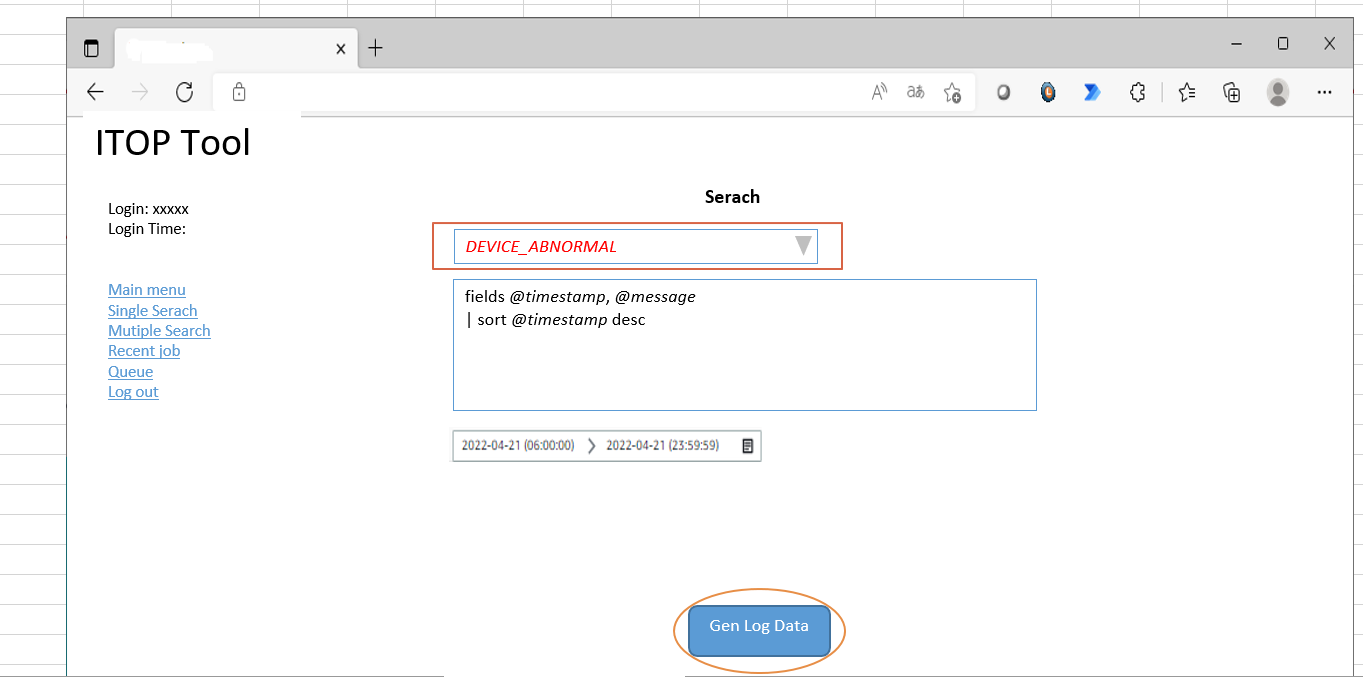 ITOP Tool
Login: xxxxx
Login Time:
Main menu
Single Serach
Mutiple Search
Recent job
Queue
Log out
Serach
DEVICE_ABNORMAL
fields @timestamp, @message
| sort @timestamp desc
2022-04-21 (06:00:00) 2022-04-21 (23:59:59)
Gen Log Data